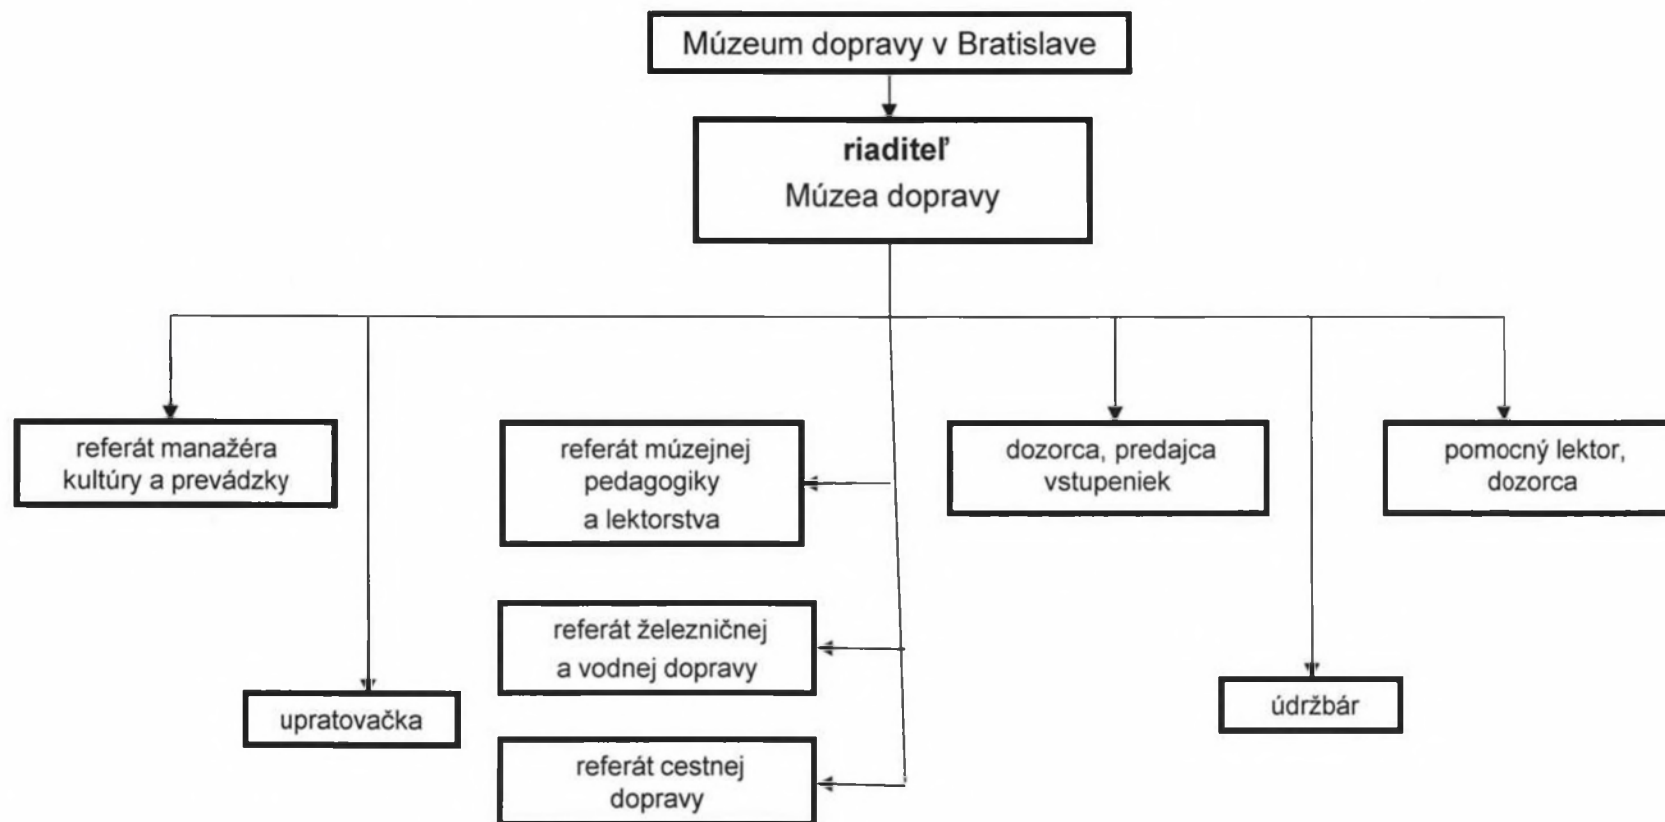 Múzeum dopravy v Bratislave
riaditeľ
Múzea dopravy
referát manažéra
kultúry a prevádzky
referát múzejnej
pedagogiky
a lektorstva
dozorca, predajca
vstupeniek
pomocný lektor,
dozorca
referát železničnej
a vodnej dopravy
upratovačka
údržbár
referát cestnej
dopravy